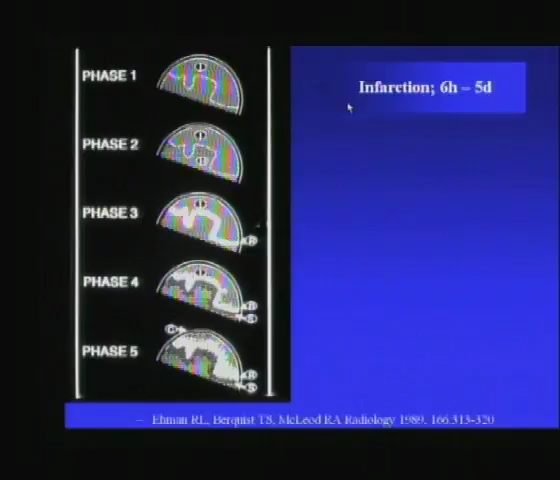 PHASE 1
PHASE 2
PHASE 3
PHASE 4
PHASE 5
Infarction; 6h – 5d
– Ehman RL, Berquist TS, McLeod RA Radiology 1989, 166.313-320